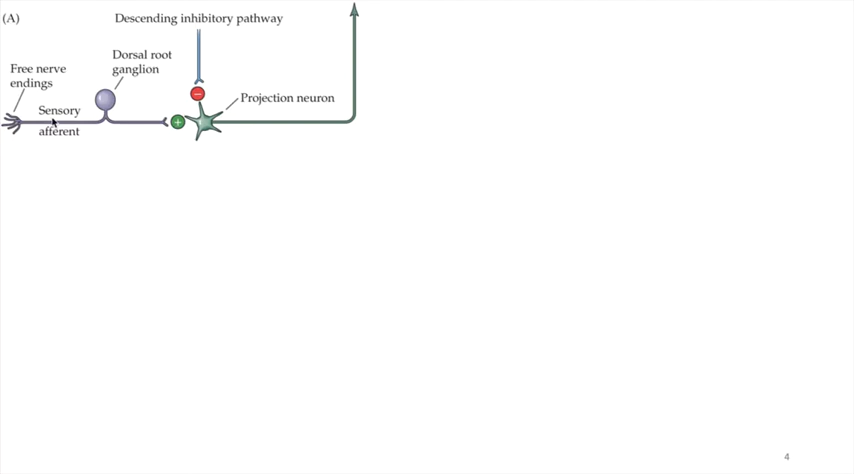 (A)
Descending inhibitory pathway
Dorsal root
ganglion
Free nerve
endings
Projection neuron
Sensory
afferent
−
+
4